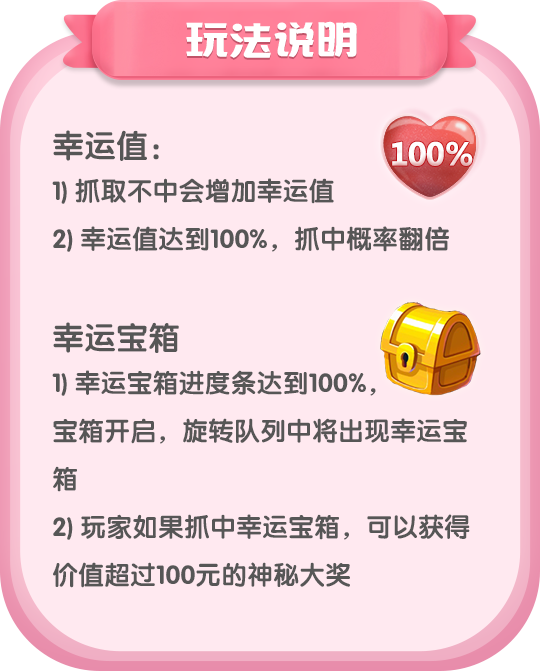 玩法说明
100%
幸运值：
1) 抓取不中会增加幸运值
2) 幸运值达到100%，抓中概率翻倍
幸运宝箱
1) 幸运宝箱进度条达到100%，
宝箱开启，旋转队列中将出现幸运宝
箱
2) 玩家如果抓中幸运宝箱，可以获得
价值超过100元的神秘大奖